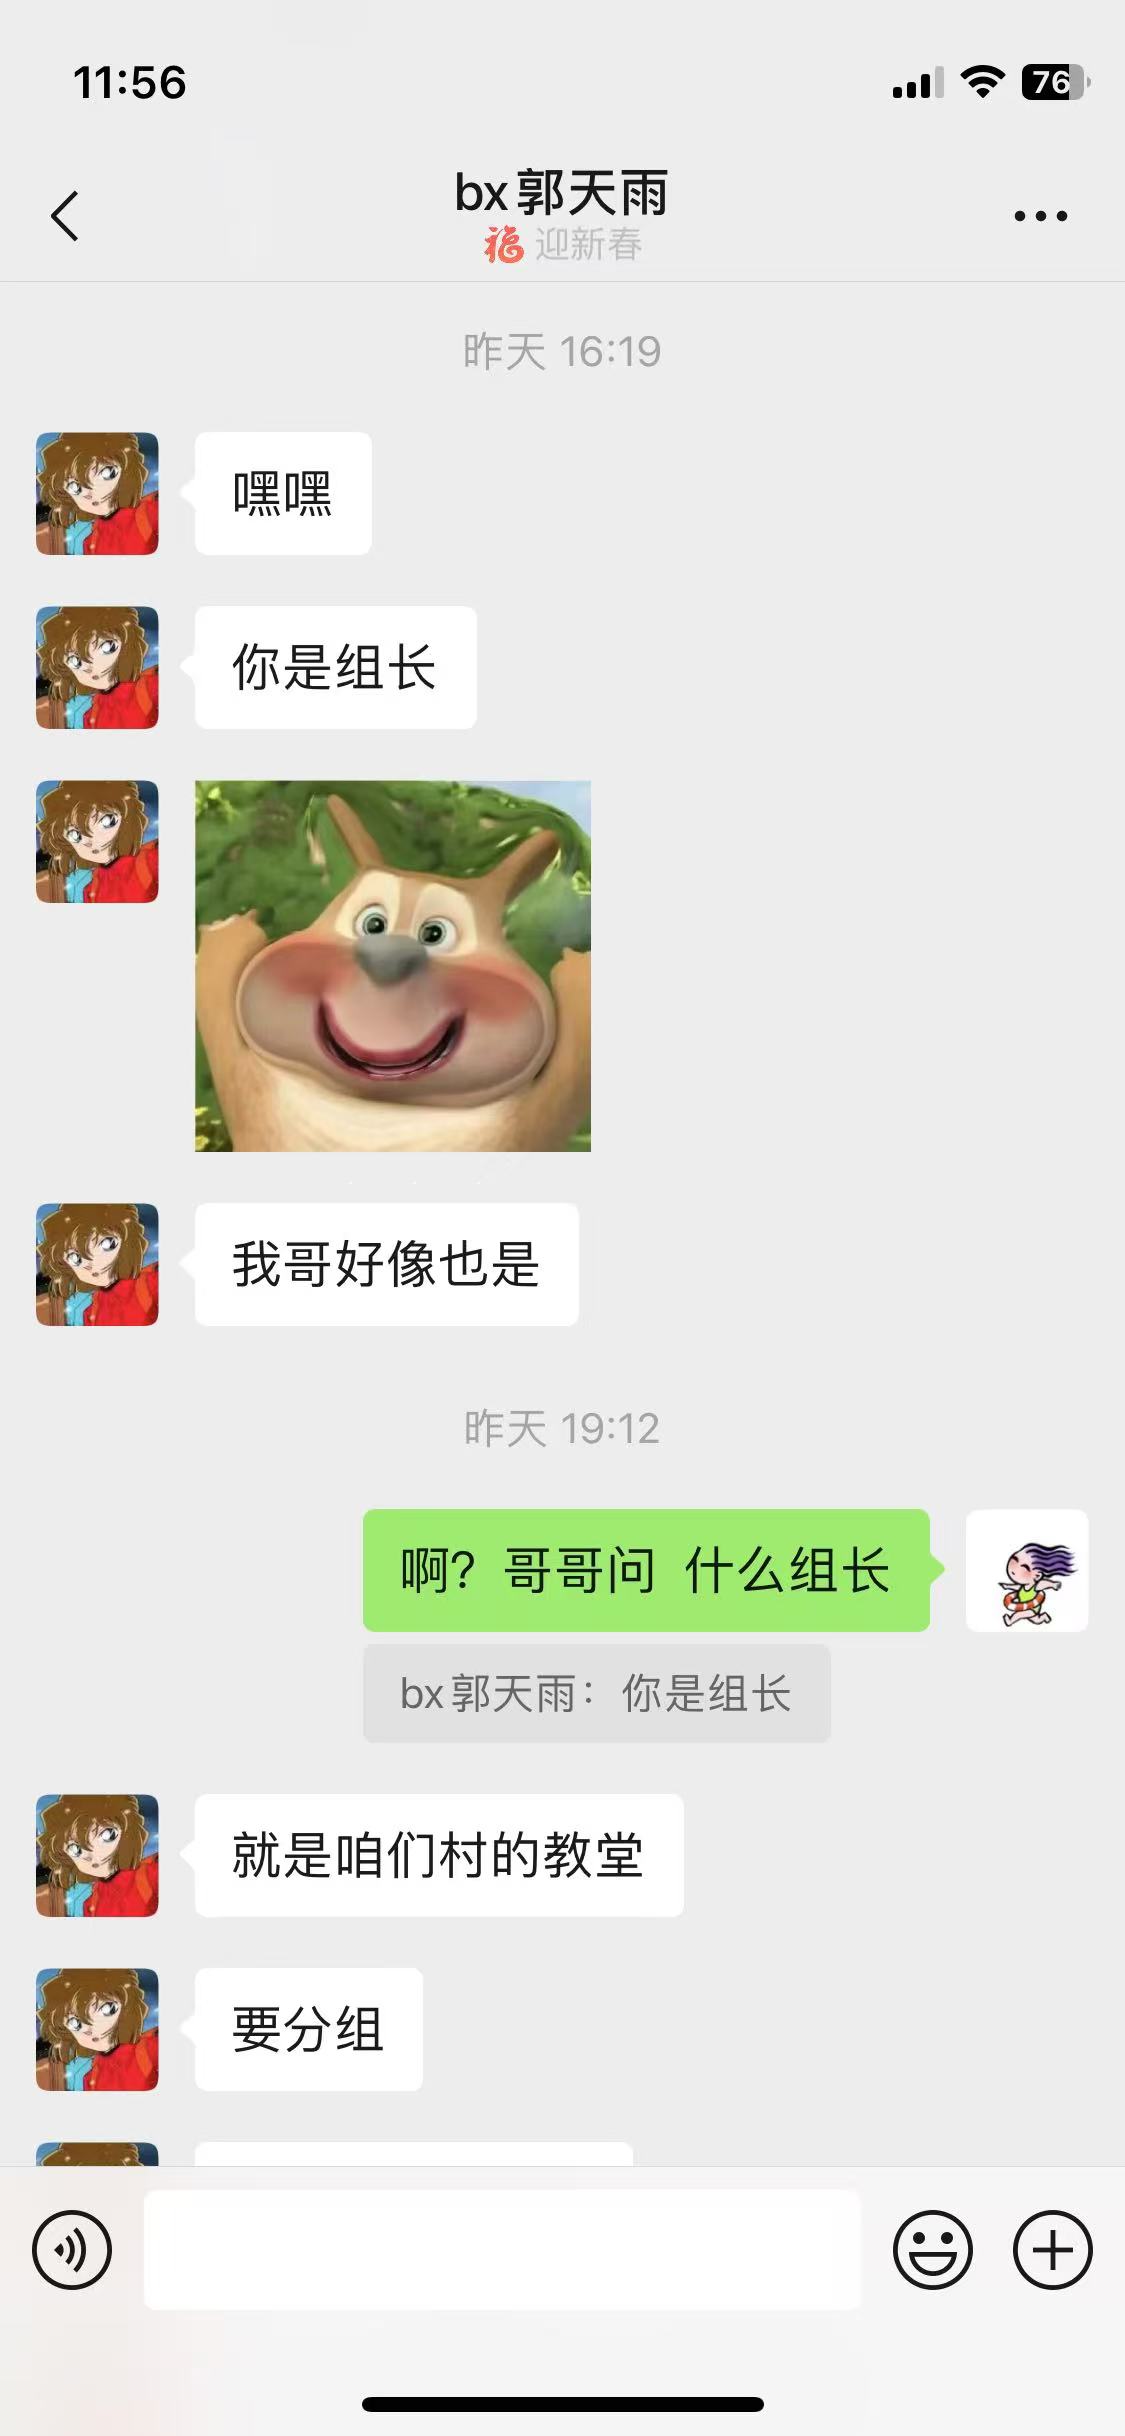 11:56
76
bx郭天雨
福 迎新春
昨天 16:19
嘿嘿
你是组长
我哥好像也是
昨天 19:12
啊？哥哥问 什么组长
bx郭天雨：你是组长
就是咱们村的教堂
要分组